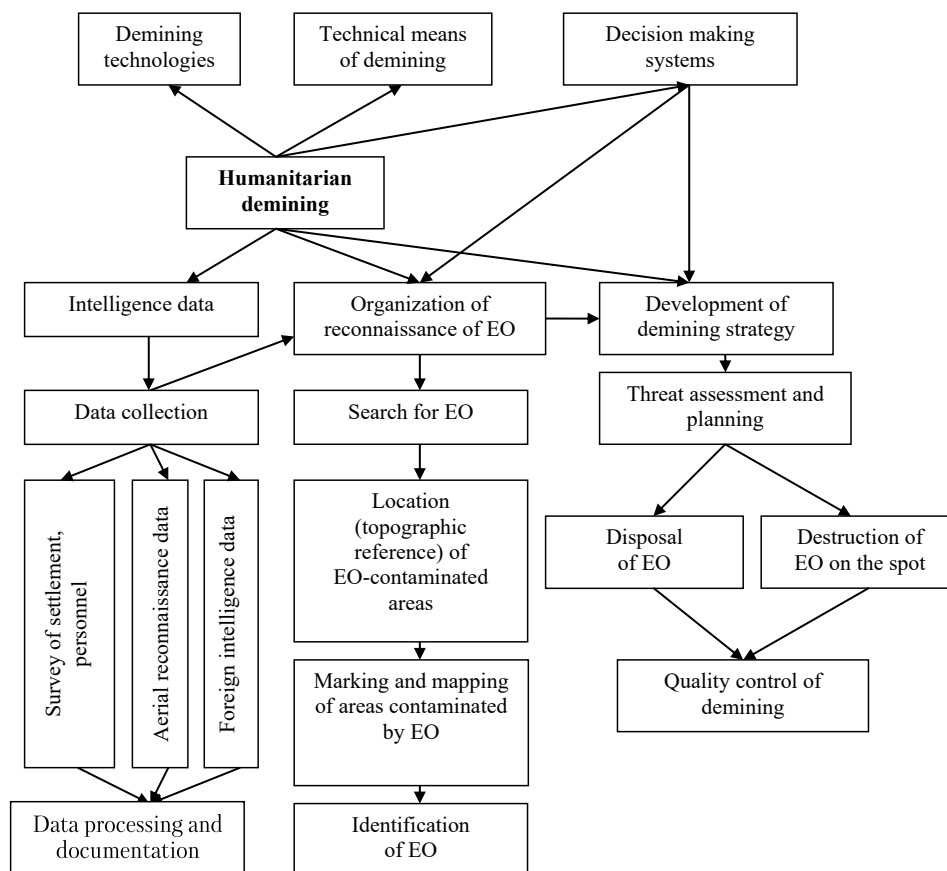 Demining
technologies
Technical means
of demining
Decision making
systems
Humanitarian
demining
Intelligence data
Organization of
reconnaissance of EO
Development of
demining strategy
Data collection
Search for EO
Threat assessment and
planning
Survey of settlement,
personnel
Aerial reconnaissance data
Foreign intelligence data
Location
(topographic
reference) of
EO-contaminated
areas
Disposal
of EO
Destruction of
EO on the spot
Marking and mapping
of areas contaminated
by EO
Quality control of
demining
Data processing and
documentation
Identification
of EO